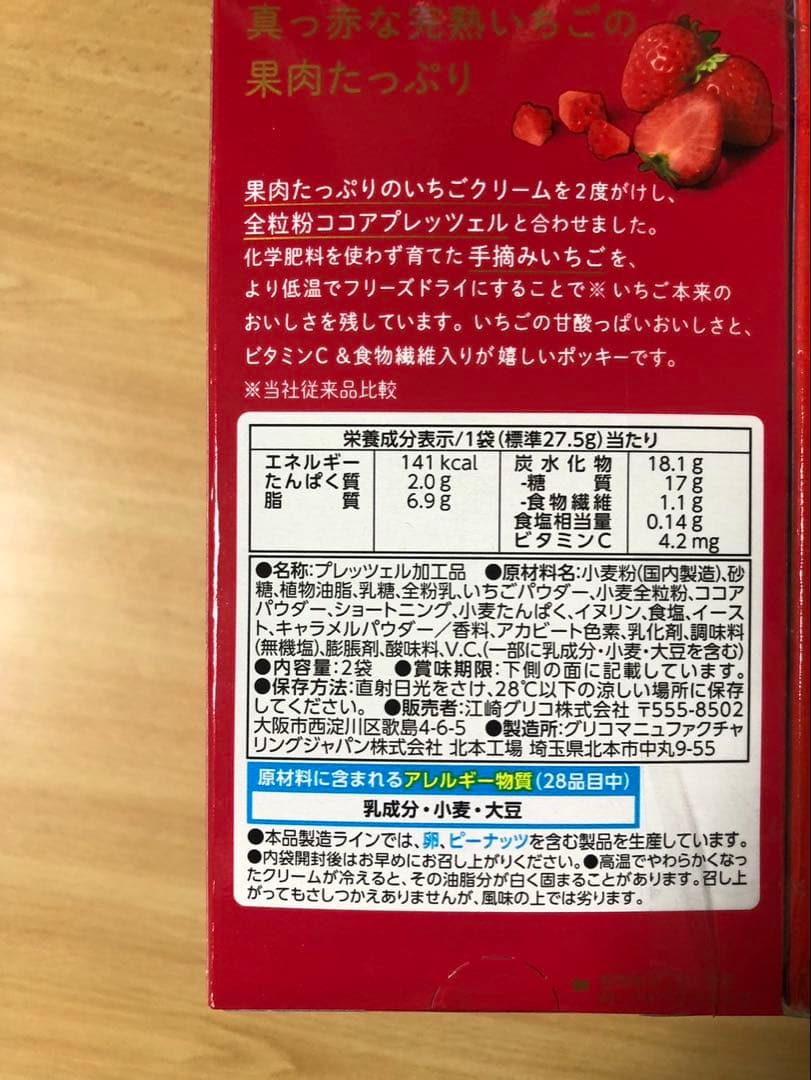 真っ赤な完熟いちごの
果肉たっぷり
果肉たっぷりのいちごクリームを2度がけし、
全粒粉ココアプレッツェルと合わせました。
化学肥料を使わず育てた手摘みいちごを、
より低温でフリーズドライにすることで※いちご本来の
おいしさを残しています。いちごの甘酸っぱいおいしさと、
ビタミンC&食物繊維入りが嬉しいポッキーです。
※当社従来品比較
栄養成分表示/1袋(標準27.5g)当たり
エネルギー 141kcal 炭水化物 18.1g
たんぱく質 2.0g -糖質 17g
脂質 6.9g -食物繊維 1.1g
食塩相当量 0.14g
ビタミンC 4.2mg
●名称:プレッツェル加工品 ●原材料名:小麦粉(国内製造)、砂
糖、植物油脂、乳糖、全粉乳、いちごパウダー、小麦全粒粉、ココア
パウダー、ショートニング、小麦たんぱく、イヌリン、食塩、イース
ト、キャラメルパウダー/香料、アカビート色素、乳化剤、調味料
(無機塩)、膨脹剤、酸味料、V.C、(一部に乳成分・小麦・大豆を含む)
●内容量:2袋 ●賞味期限:下側の面に記載しています。
●保存方法:直射日光をさけ、28℃以下の涼しい場所に保存
してください。 ●販売者:江崎グリコ株式会社 〒555-8502
大阪市西淀川区歌島4-6-5 ●製造所:グリコマニュファクチャ
リングジャパン株式会社 北本工場 埼玉県北本市中丸9-55
原材料に含まれるアレルギー物質(28品目中)
乳成分・小麦・大豆
●本品製造ラインでは、卵、ピーナッツを含む製品を生産しています。
●内袋開封後はお早めにお召し上がりください。●高温でやわらかくなっ
たクリームが冷えると、その油脂分が白く固まることがあります。召し上
がってもさしつかえありませんが、風味の上では劣ります。